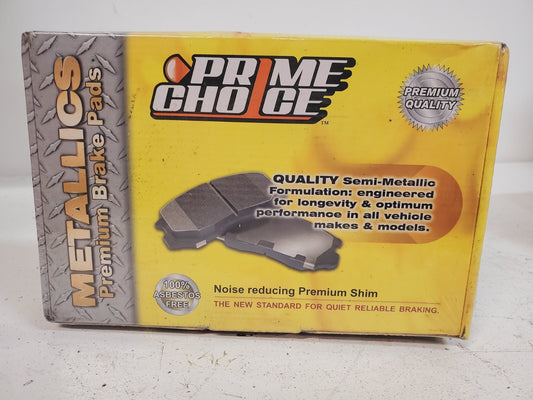 METALLICS
Premium Brake Pads
PRIME
CHOICE
TM
PREMIUM
QUALITY
QUALITY Semi-Metallic
Formulation: engineered
for longevity & optimum
performance in all vehicle
makes & models.
100%
ASBESTOS
FREE
Noise reducing Premium Shim
THE NEW STANDARD FOR QUIET RELIABLE BRAKING.